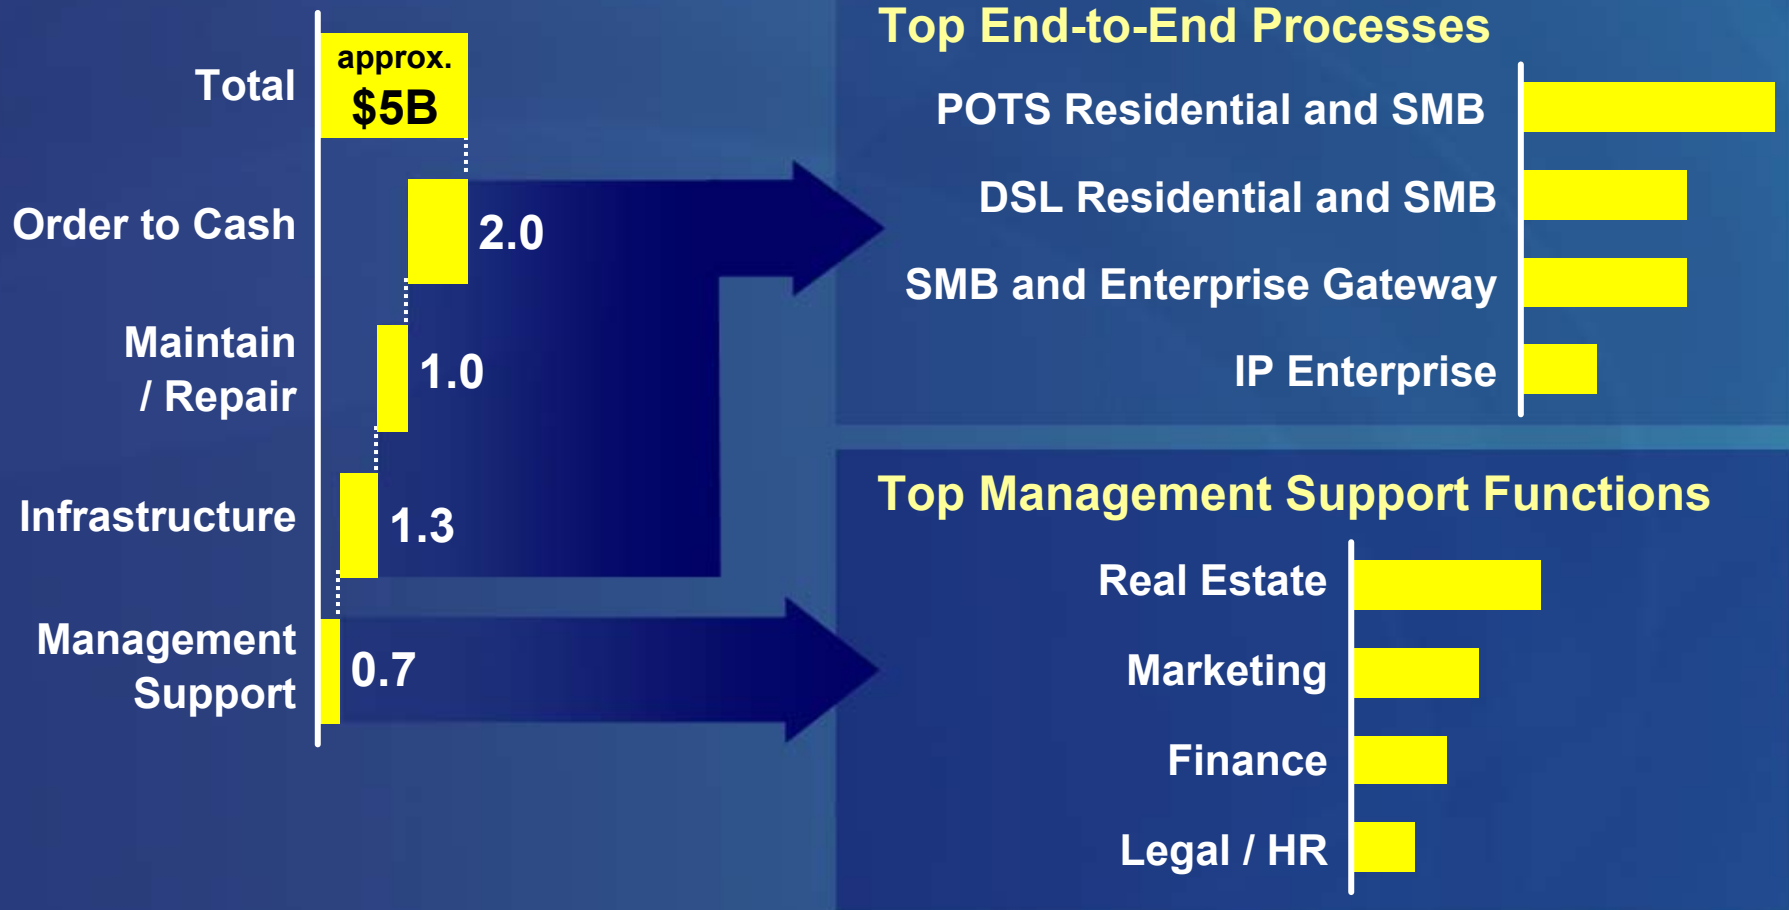 Total
approx.
$5B
Order to Cash
2.0
Maintain
/ Repair
1.0
Infrastructure
1.3
Management
Support
0.7
Top End-to-End Processes
POTS Residential and SMB
DSL Residential and SMB
SMB and Enterprise Gateway
IP Enterprise
Top Management Support Functions
Real Estate
Marketing
Finance
Legal / HR